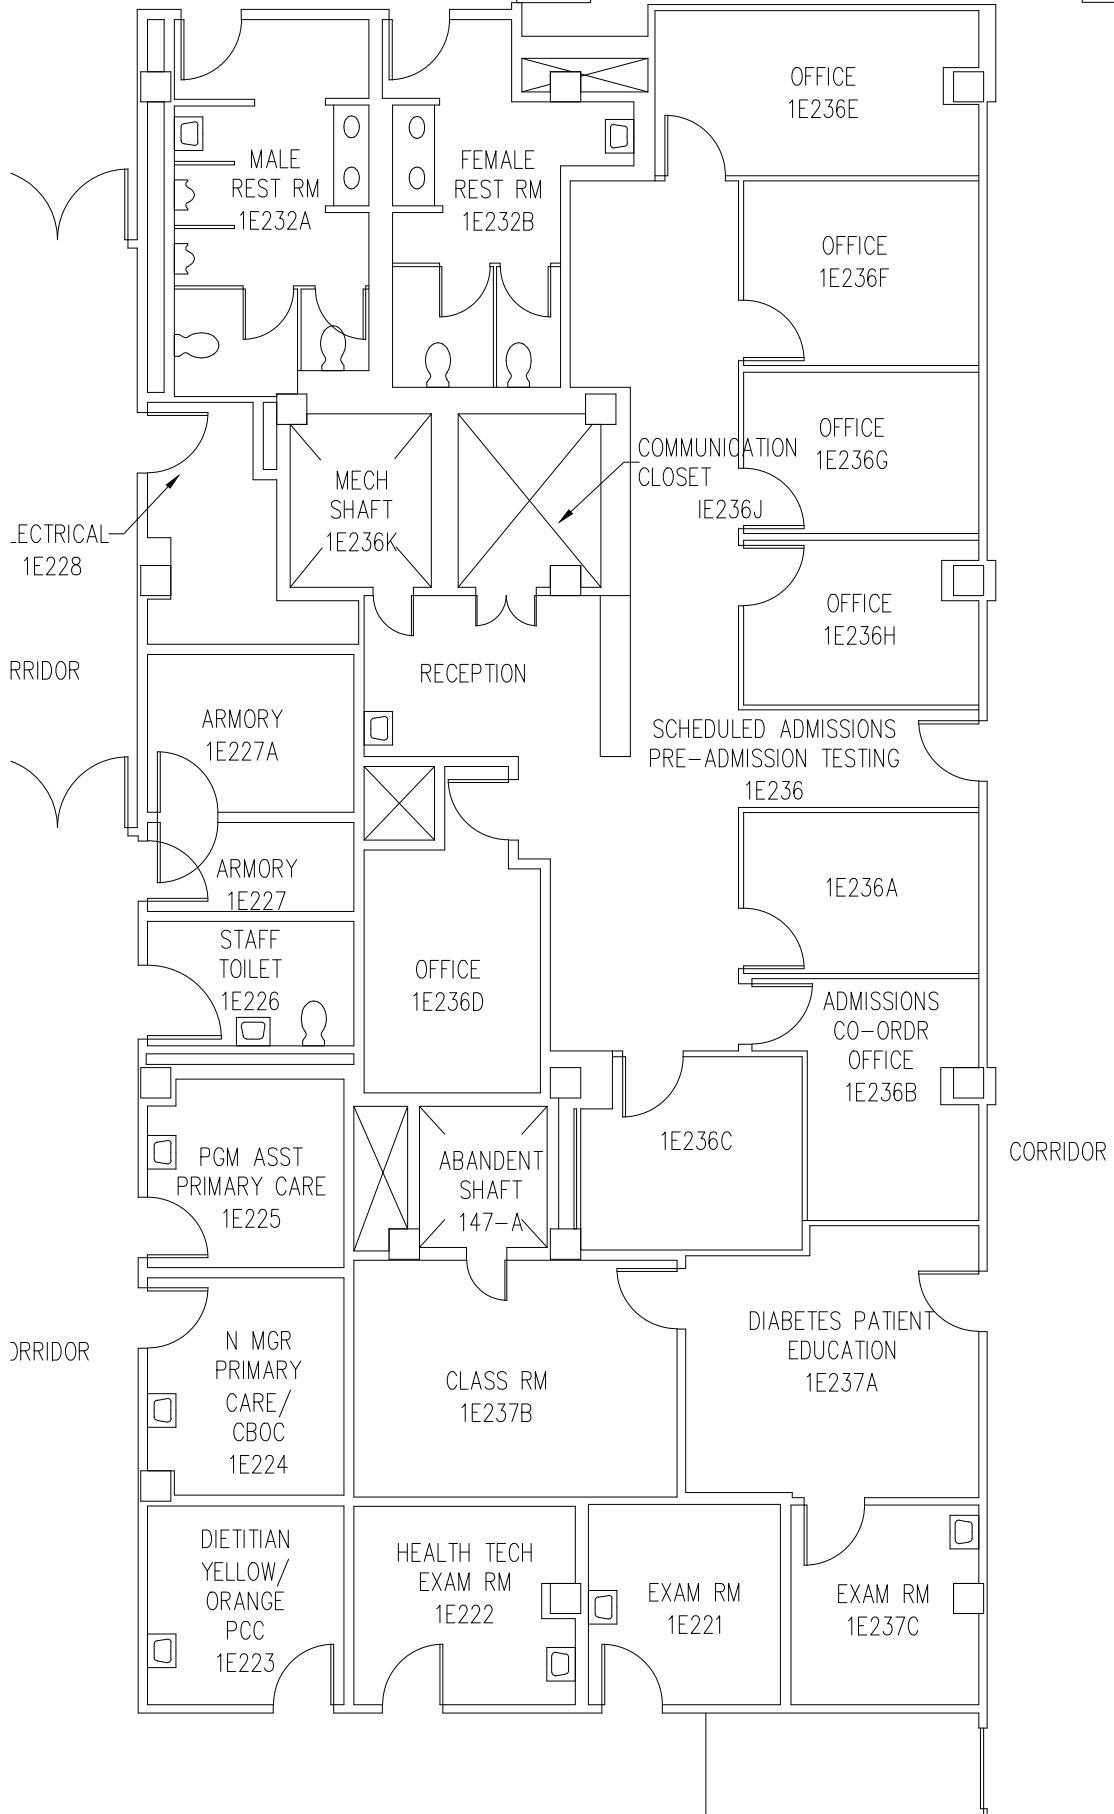 OFFICE
1E236E
MALE
REST RM
1E232A
FEMALE
REST RM
1E232B
OFFICE
1E236F
OFFICE
1E236G
COMMUNICATION
CLOSET
IE236J
MECH
SHAFT
1E236K
LECTRICAL
1E228
OFFICE
1E236H
RRIDOR
RECEPTION
ARMORY
1E227A
SCHEDULED ADMISSIONS
PRE-ADMISSION TESTING
1E236
ARMORY
1E227
1E236A
STAFF
TOILET
1E226
OFFICE
1E236D
ADMISSIONS
CO-ORDR
OFFICE
1E236B
1E236C
CORRIDOR
PGM ASST
PRIMARY CARE
1E225
ABANDENT
SHAFT
147-A
N MGR
PRIMARY
CARE/
CBOC
1E224
ORRIDOR
CLASS RM
1E237B
DIABETES PATIENT
EDUCATION
1E237A
DIETITIAN
YELLOW/
ORANGE
PCC
1E223
HEALTH TECH
EXAM RM
1E222
EXAM RM
1E221
EXAM RM
1E237C